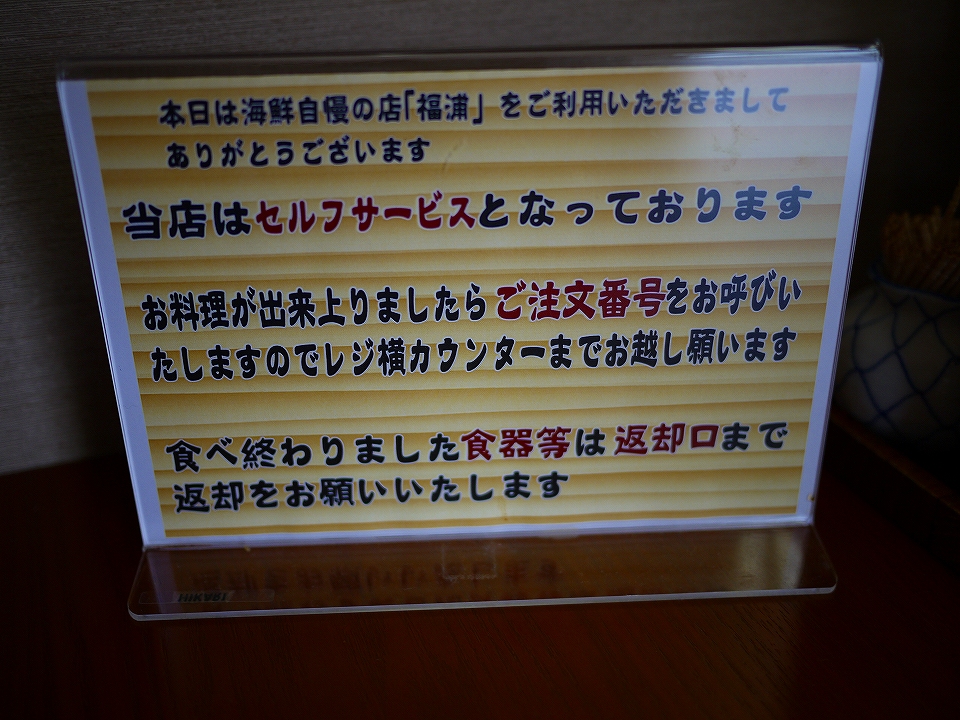 本日は海鮮自慢の店「福浦」をご利用いただきまして
ありがとうございます
当店はセルフサービスとなっております
お料理が出来上りましたらご注文番号をお呼びい
たしますのでレジ横カウンターまでお越し願います
食べ終わりました食器等は返却口まで
返却をお願いいたします
HIKARI